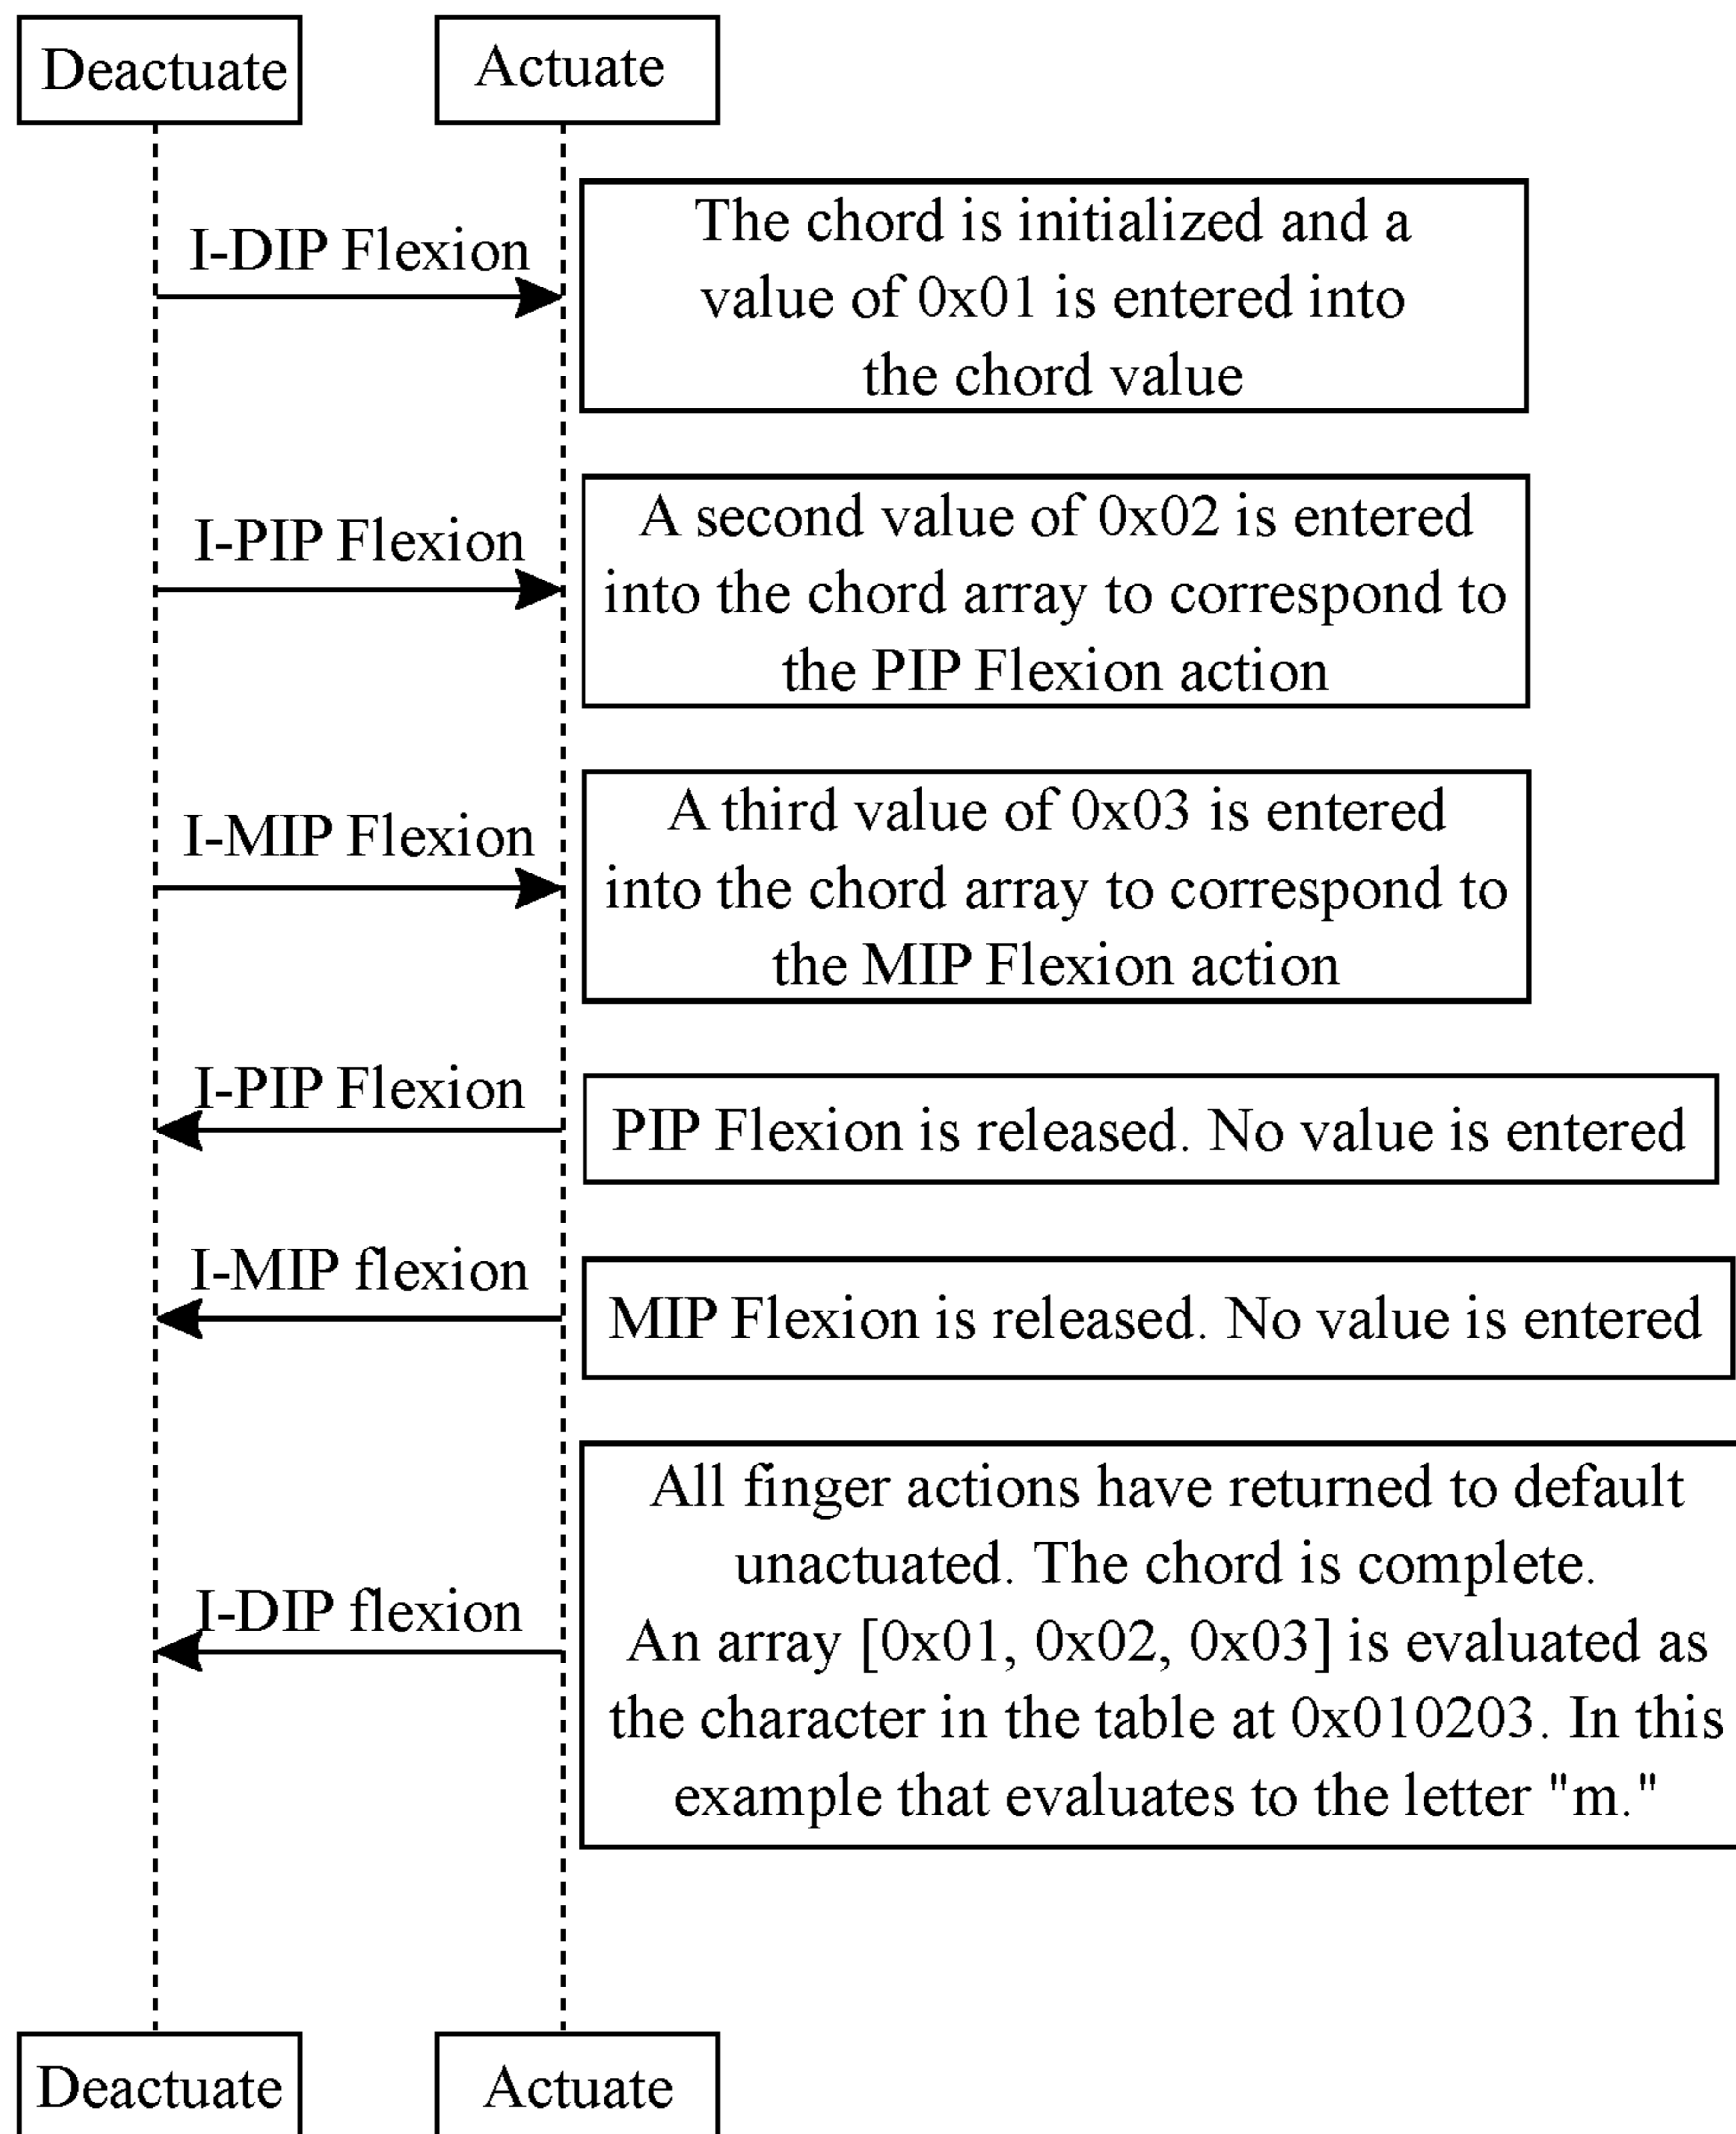 Deactuate
Actuate
I-DIP Flexion
The chord is initialized and a
value of 0x01 is entered into
the chord value
I-PIP Flexion
A second value of 0x02 is entered
into the chord array to correspond to
the PIP Flexion action
I-MIP Flexion
A third value of 0x03 is entered
into the chord array to correspond to
the MIP Flexion action
I-PIP Flexion
PIP Flexion is released. No value is entered
I-MIP flexion
MIP Flexion is released. No value is entered
I-DIP flexion
All finger actions have returned to default
unactuated. The chord is complete.
An array [0x01, 0x02, 0x03] is evaluated as
the character in the table at 0x010203. In this
example that evaluates to the letter "m."
Deactuate
Actuate